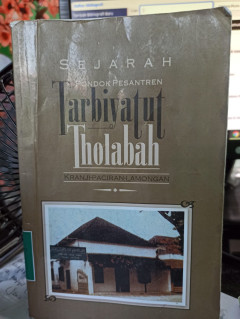 SEJARAH
PONDOK PESANTREN
Tarbiyatut
Tholabah
KRANJI PACIRAN LAMONGAN